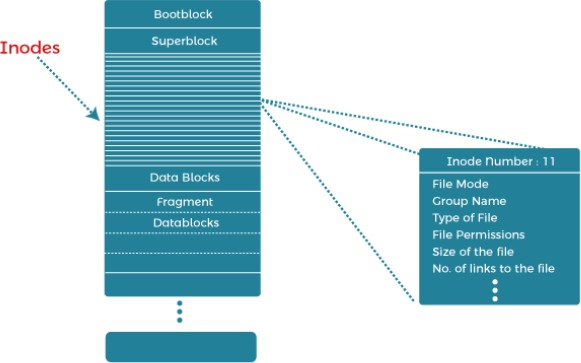 Bootblock
Superblock
Inodes
Data Blocks
Fragment
Datablocks
Inode Number : 11
File Mode
Group Name
Type of File
File Permissions
Size of the file
No. of links to the file